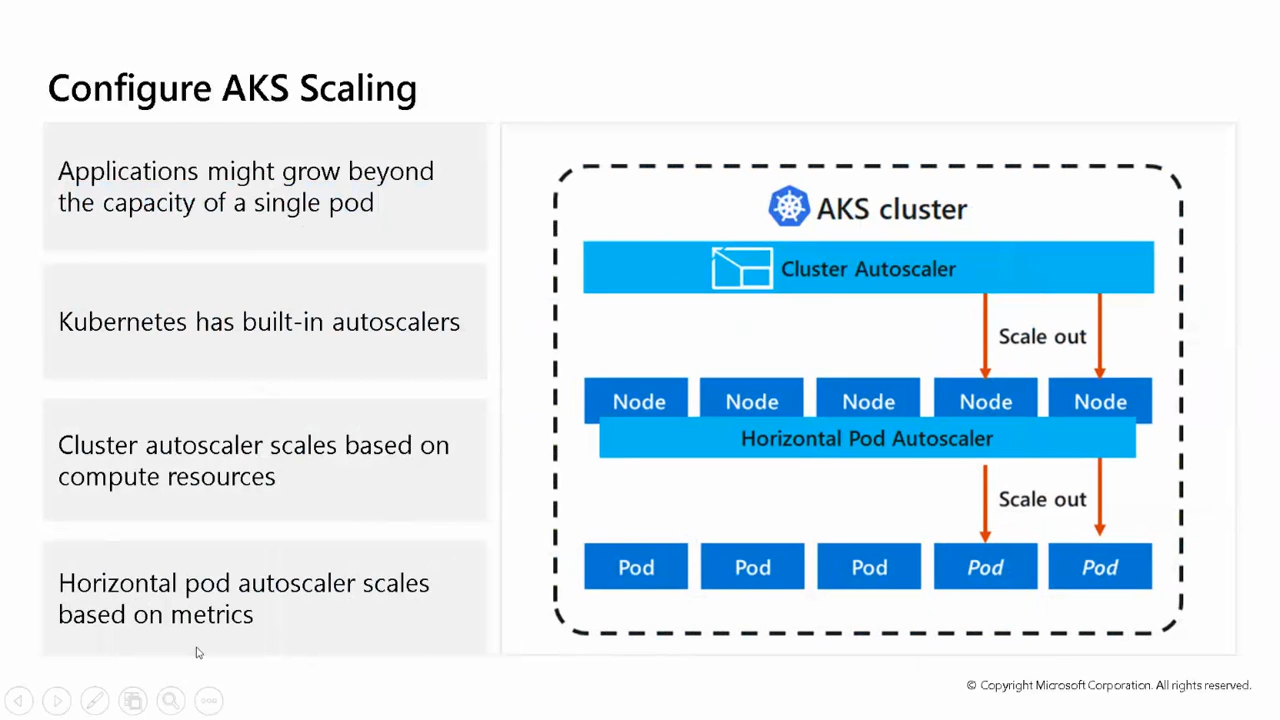 Configure AKS Scaling
Applications might grow beyond
the capacity of a single pod
Kubernetes has built-in autoscalers
Cluster autoscaler scales based on
compute resources
Horizontal pod autoscaler scales
based on metrics
AKS cluster
Cluster Autoscaler
Scale out
Node Node Node Node Node
Horizontal Pod Autoscaler
Scale out
Pod Pod Pod Pod Pod
© Copyright Microsoft Corporation. All rights reserved.